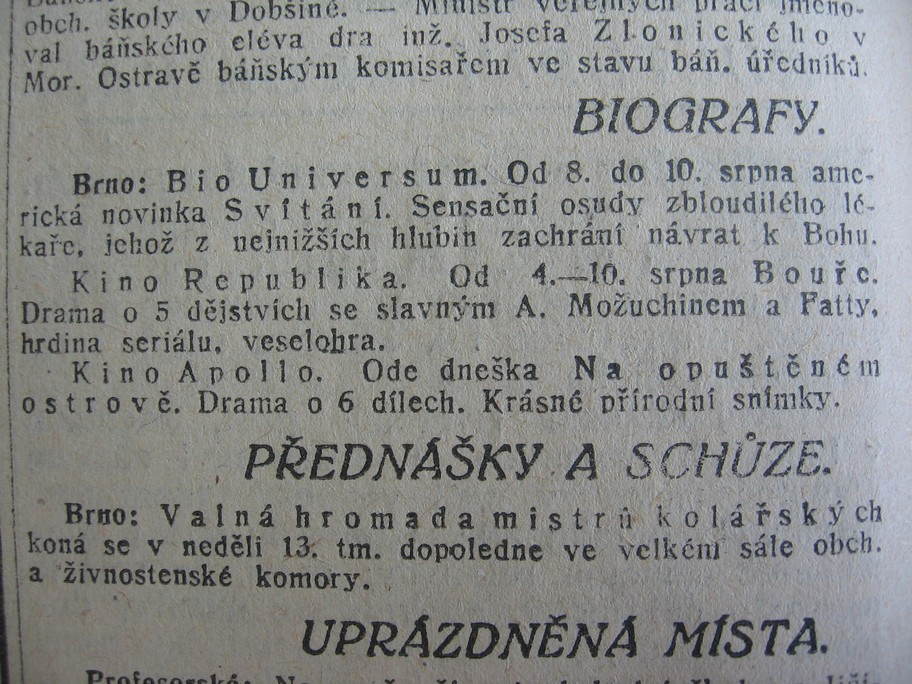 obch. školy v Dobšiné. — Ministr veřejných prací jmeno-
val báňského eléva dra inž. Josefa Zlonického v
Mor. Ostravě báňským komisařem ve stavu báň. úředníků.
BIOGRAFY.
Brno: Bio Universum. Od 8. do 10. srpna ame-
rická novinka Svítání. Sensační osudy zbloudilého lé-
kaře, jehož z nejnižších hlubin zachrání návrat k Bohu.
Kino Republika. Od 4.—10. srpna Bouře.
Drama o 5 dějstvích se slavným A. Možuchinem a Fatty,
hrdina seriálu, veselohra.
Kino Apollo. Ode dneška Na opuštěném
ostrově. Drama o 6 dílech. Krásné přírodní snímky.
PŘEDNÁŠKY A SCHŮZE.
Brno: Valná hromada mistrů kolářských
koná se v neděli 13. tm. dopoledne ve velkém sále obch.
a živnostenské komory.
UPRÁZDNĚNÁ MÍSTA.
Profesorská: